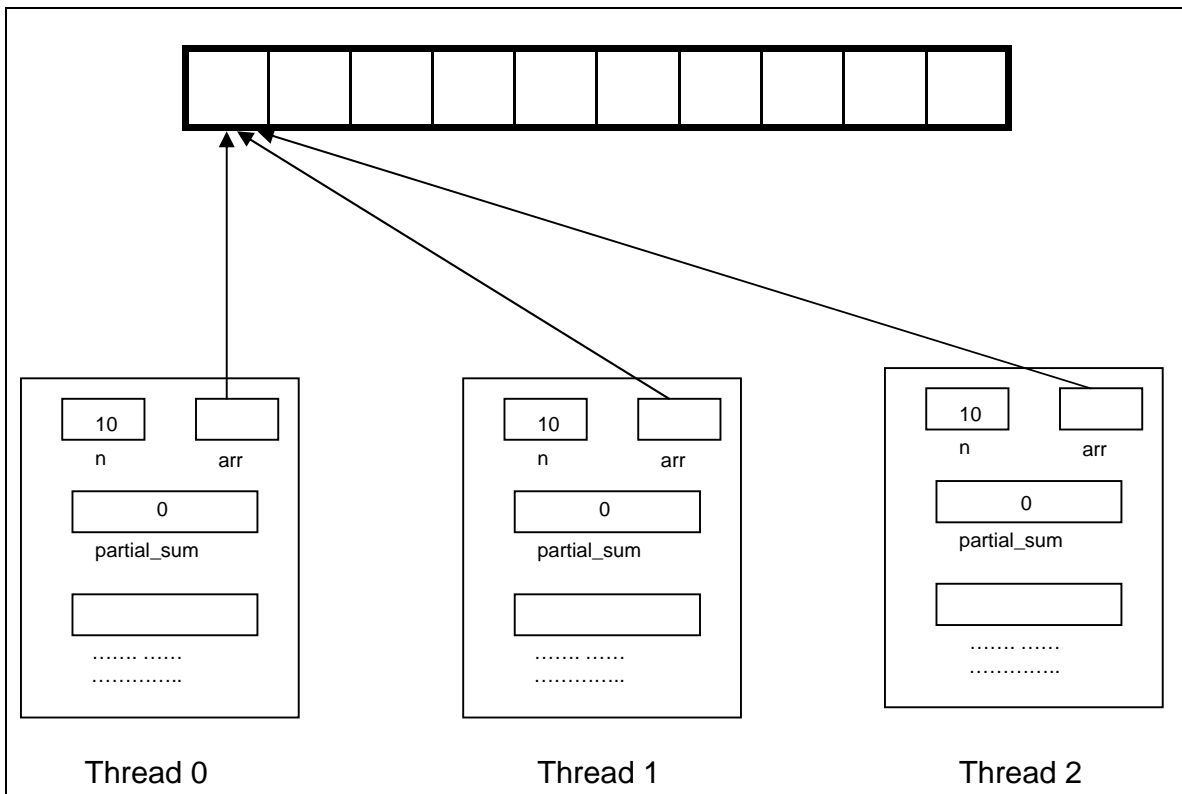 10
n
arr
0
partial_sum
……. ……
…………..
Thread 0
10
n
arr
0
partial_sum
……. ……
…………..
Thread 1
10
n
arr
0
partial_sum
……. ……
…………..
Thread 2